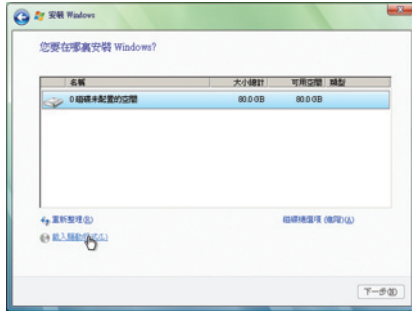 安裝 Windows
您要在哪裏安裝 Windows?
名稱 大小總計 可用空間 類型
0 磁碟未配置的空間 80.0 GB 80.0 GB
重新整理(R)
磁碟機選項 (進階)(A)
載入驅動程式(L)
下一步(N)